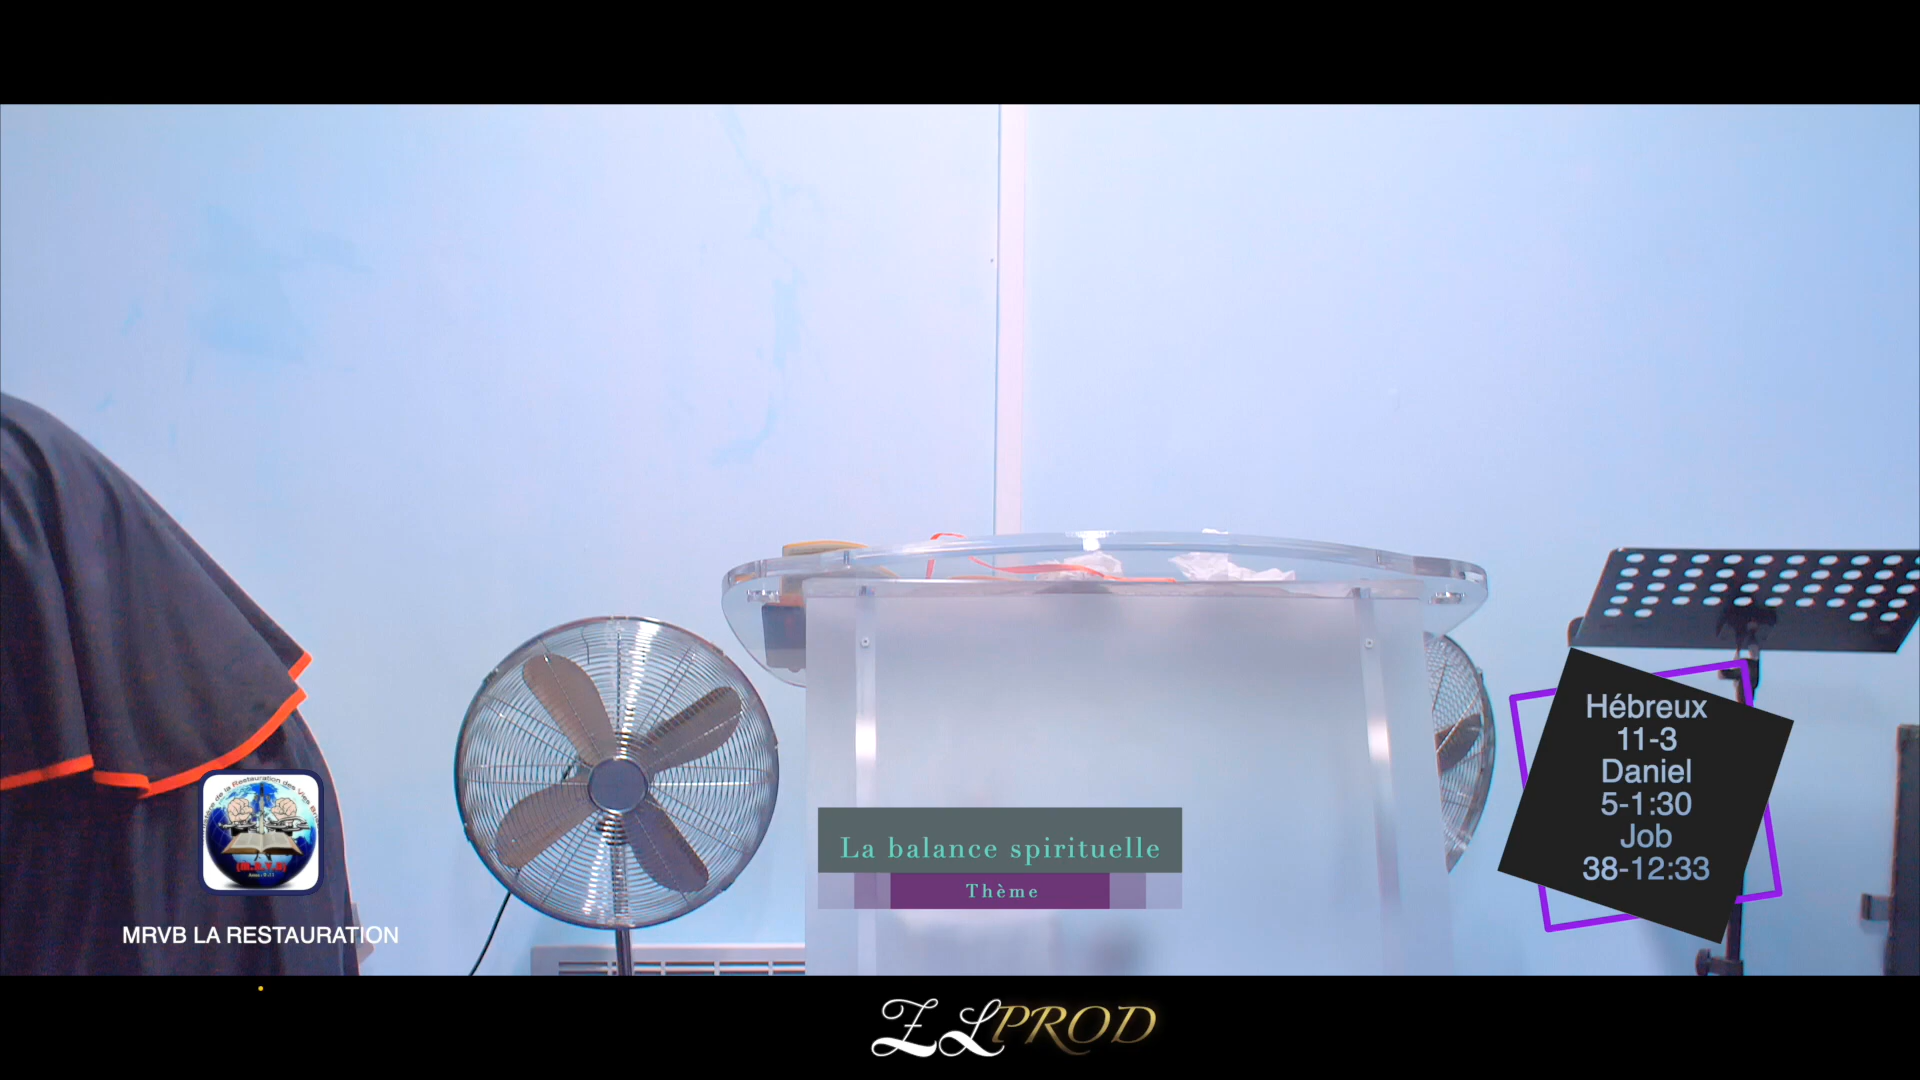 Hébreux
11-3
Daniel
5-1:30
Job
38-12:33
La balance spirituelle
Thème
MRVB LA RESTAURATION
ZLPROD